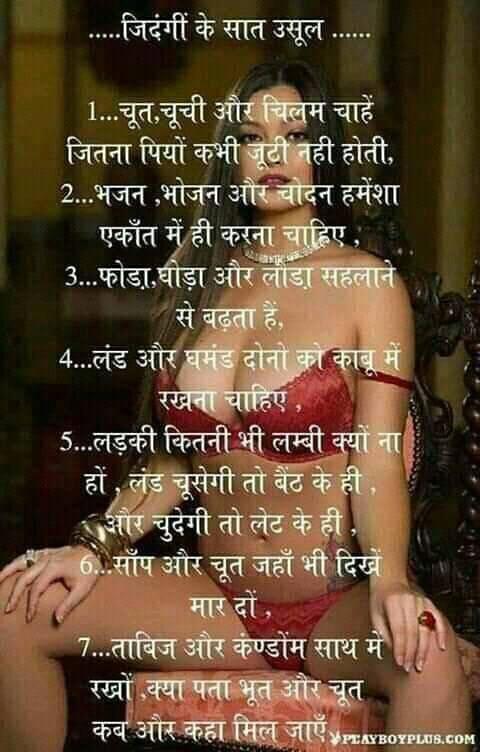 .....जिदंगीं के सात उसूल ......
1...चूत,चूची और चिलम चाहें
जितना पियों कभी जूटी नही होती,
2...भजन ,भोजन और चोदन हमेंशा
एकाँत में ही करना चाहिए ,
3...फोडा़,घोड़ा और लोडा़ सहलाने
से बढ़ता हैं,
4...लंड और घमंड दोनो को काबू में
रखना चाहिए ,
5...लड़की कितनी भी लम्बी क्यों ना
हों , लंड चूसेगी तो बैंठ के ही ,
और चुदेगी तो लेट के ही ,
6...साँप और चूत जहाँ भी दिखें
मार दों ,
7...ताबिज और कंण्डोंम साथ में
रखों ,क्या पता भूत और चूत
कब और कहा मिल जाएँ
PLAYBOYPLUS.COM